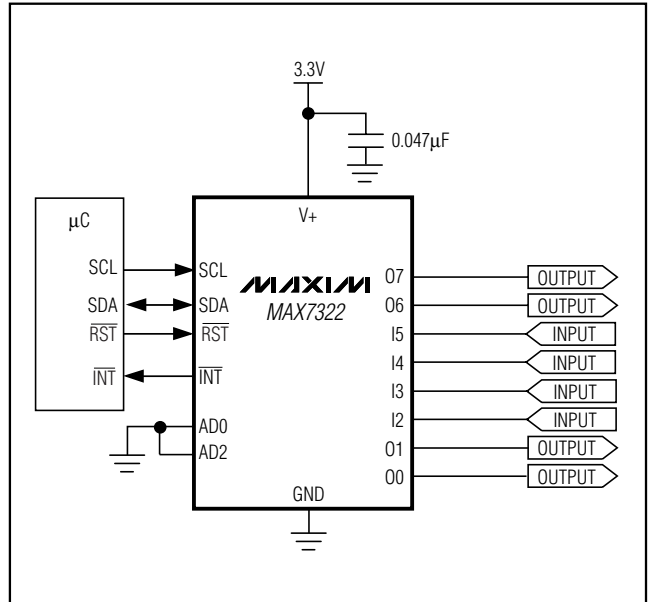 3.3V
0.047μF
μC
V+
SCL
SCL
SDA
SDA
RST
RST
INT
INT
MAXIM
MAX7322
AD0
AD2
GND
O7
OUTPUT
O6
OUTPUT
I5
INPUT
I4
INPUT
I3
INPUT
I2
INPUT
O1
OUTPUT
O0
OUTPUT